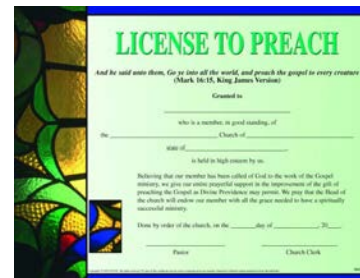 LICENSE TO PREACH
And he said unto them, Go ye into all the world, and preach the gospel to every creature
(Mark 16:15, King James Version)
Granted to
who is a member, in good standing, of
the ____________ Church of ____________
state of ____________,
is held in high esteem by us.
Believing that our member has been called of God to the work of the Gospel
ministry, we give our entire prayerful support in the improvement of the gift of
preaching the Gospel as Divine Providence may permit. We pray that the Head of
the church will endow our member with all the grace needed to have a spiritually
successful ministry.
Done by order of the church, on the ______day of ____________, 20____.
Pastor Church Clerk